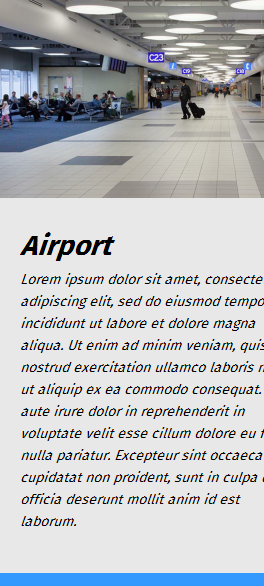 C23
Airport
Lorem ipsum dolor sit amet, consecte
adipiscing elit, sed do eiusmod tempo
incididunt ut labore et dolore magna
aliqua. Ut enim ad minim veniam, quis
nostrud exercitation ullamco laboris n
ut aliquip ex ea commodo consequat.
aute irure dolor in reprehenderit in
voluptate velit esse cillum dolore eu f
nulla pariatur. Excepteur sint occaeca
cupidatat non proident, sunt in culpa
officia deserunt mollit anim id est
laborum.